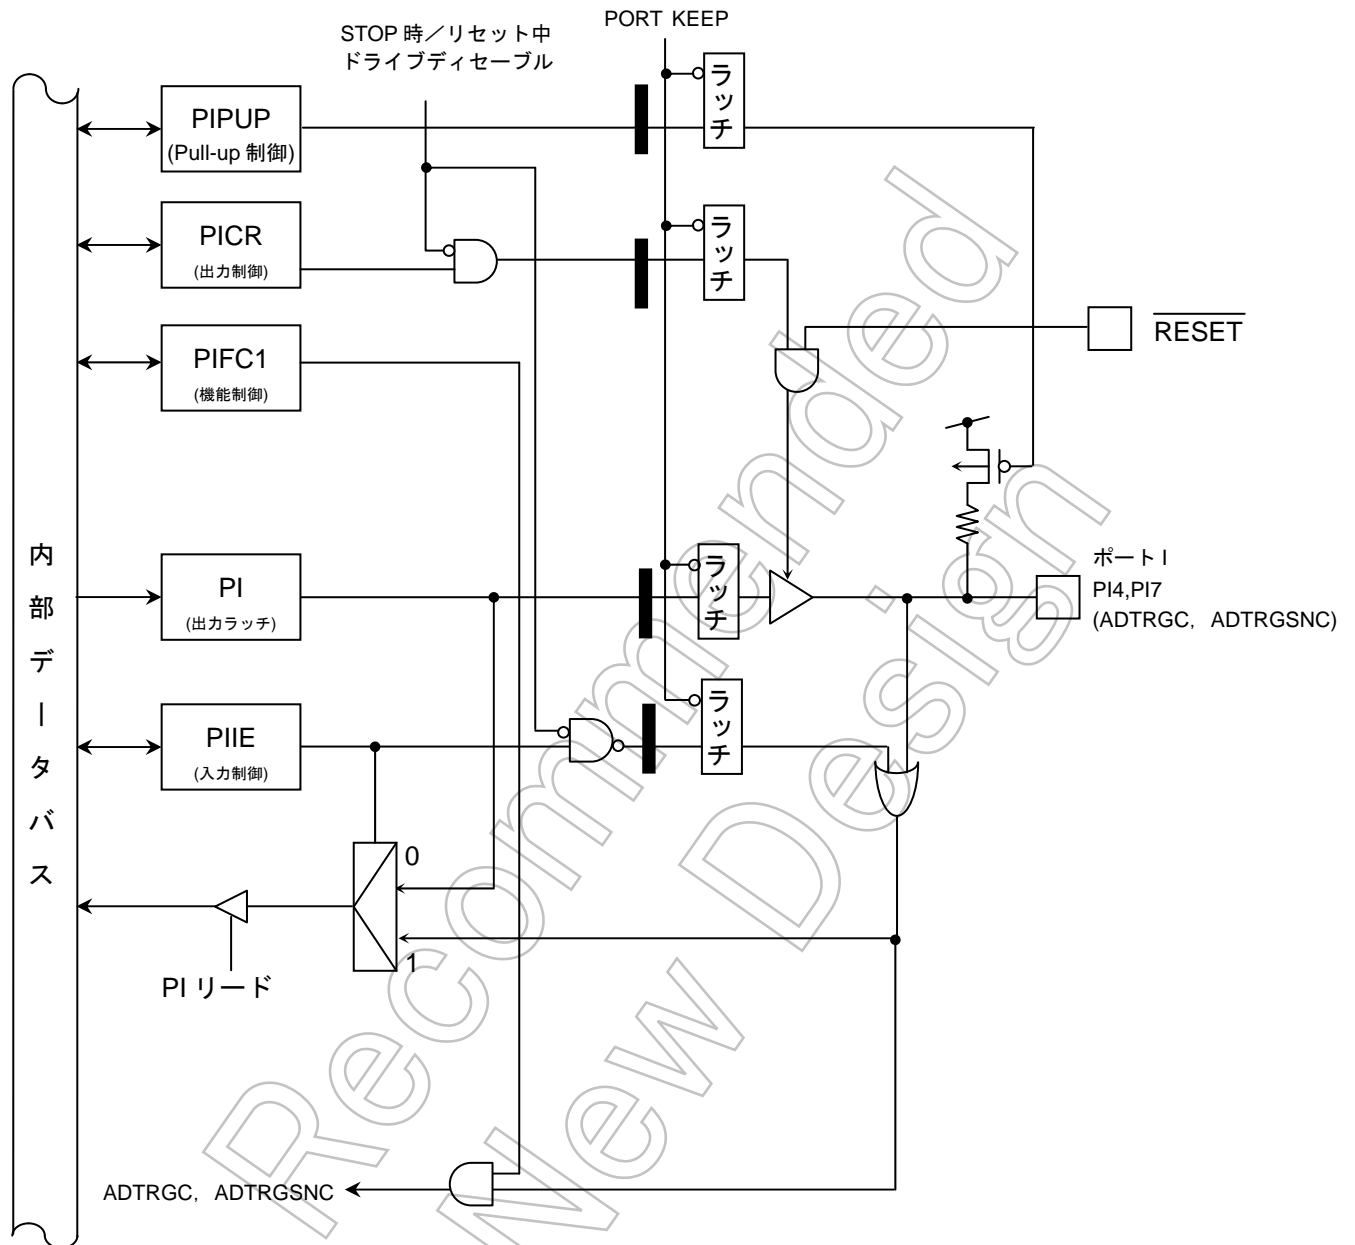 PORT KEEP
STOP 時／リセット中
ドライブディセーブル
ラッチ
PIPUP
(Pull-up 制御)
PICR
(出力制御)
ラッチ
RESET
PIFC1
(機能制御)
内部データバス
PI
(出力ラッチ)
ラッチ
ポート I
PI4,PI7
(ADTRGC, ADTRGSNC)
PIIE
(入力制御)
ラッチ
0
1
PI リード
ADTRGC, ADTRGSNC
Recommended
New Design